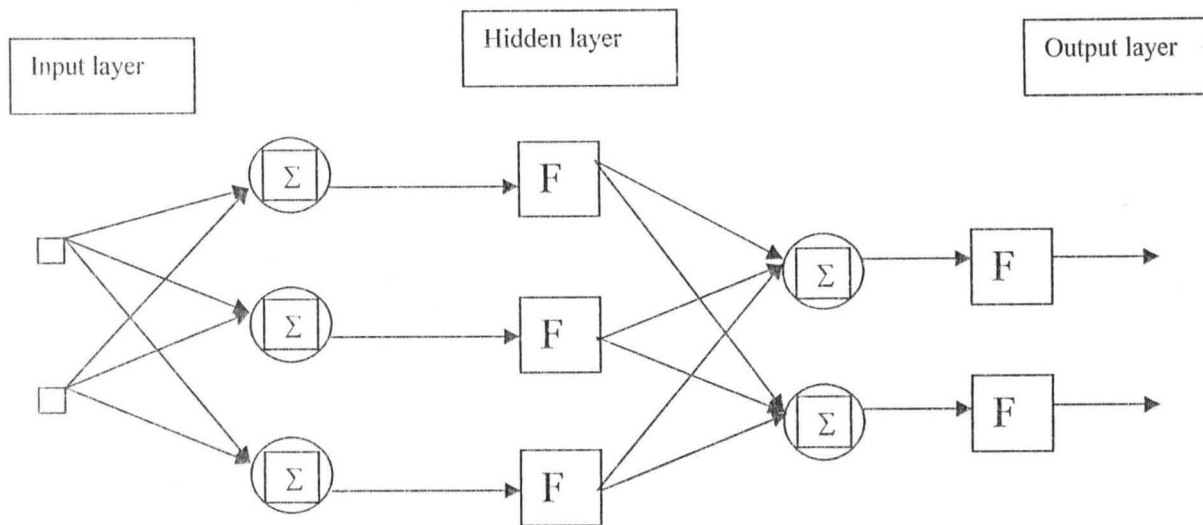 Input layer
Hidden layer
Output layer
Σ
F
Σ
F
Σ
F
Σ
F
Σ
F